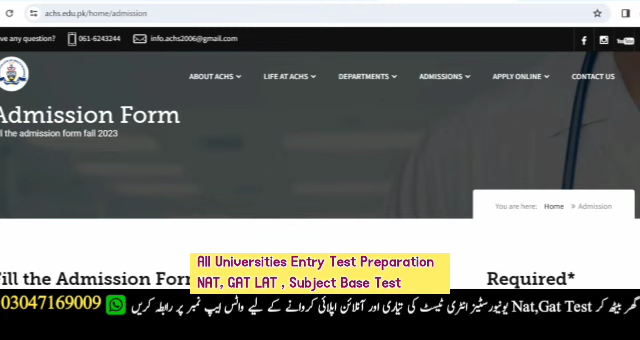 achs.edu.pk/home/admission
ve any question? 061-6243244 info.achs2006@gmail.com
ABOUT ACHS LIFE AT ACHS DEPARTMENTS ADMISSIONS APPLY ONLINE CONTACT US
Admission Form
ll the admission form fall 2023
You are here: Home » Admission
All Universities Entry Test Preparation
NAT, GAT LAT , Subject Base Test
Fill the Admission For
Required*
گھر بیٹھ کر Nat,Gat Test یونیورسٹیز انٹری ٹیسٹ کی تیاری اور آنلائن اپلائی کروانے کے لیے واٹس ایپ نمبر پر رابطہ کریں 03047169009